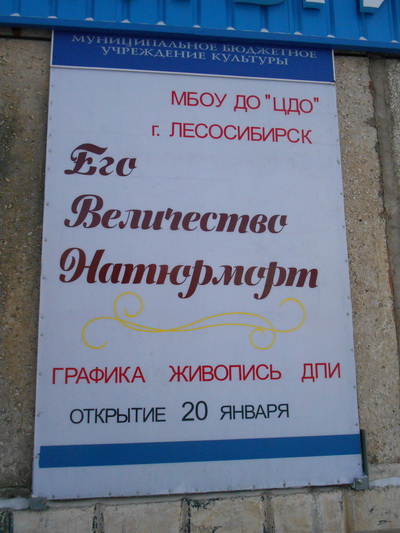 МУНИЦИПАЛЬНОЕ БЮДЖЕТНОЕ
УЧРЕЖДЕНИЕ КУЛЬТУРЫ
МБОУ ДО "ЦДО"
г. ЛЕСОСИБИРСК
Его
Величество
Натюрморт
ГРАФИКА ЖИВОПИСЬ ДПИ
ОТКРЫТИЕ 20 ЯНВАРЯ